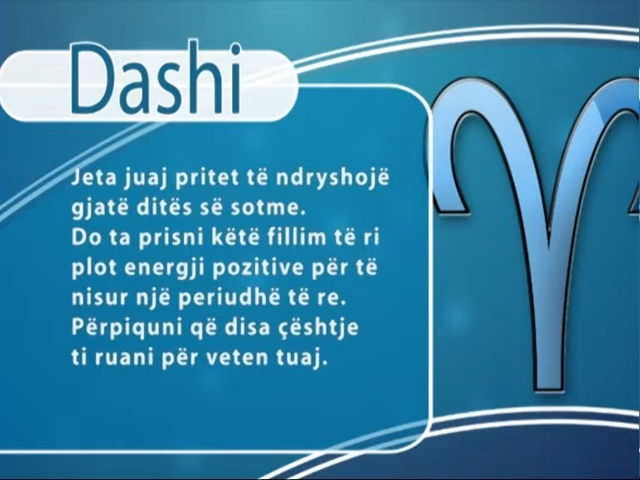 Dashi
Jeta juaj pritet të ndryshojë
gjatë ditës së sotme.
Do ta prisni këtë fillim të ri
plot energji pozitive për të
nisur një periudhë të re.
Përpiquni që disa çështje
ti ruani për veten tuaj.